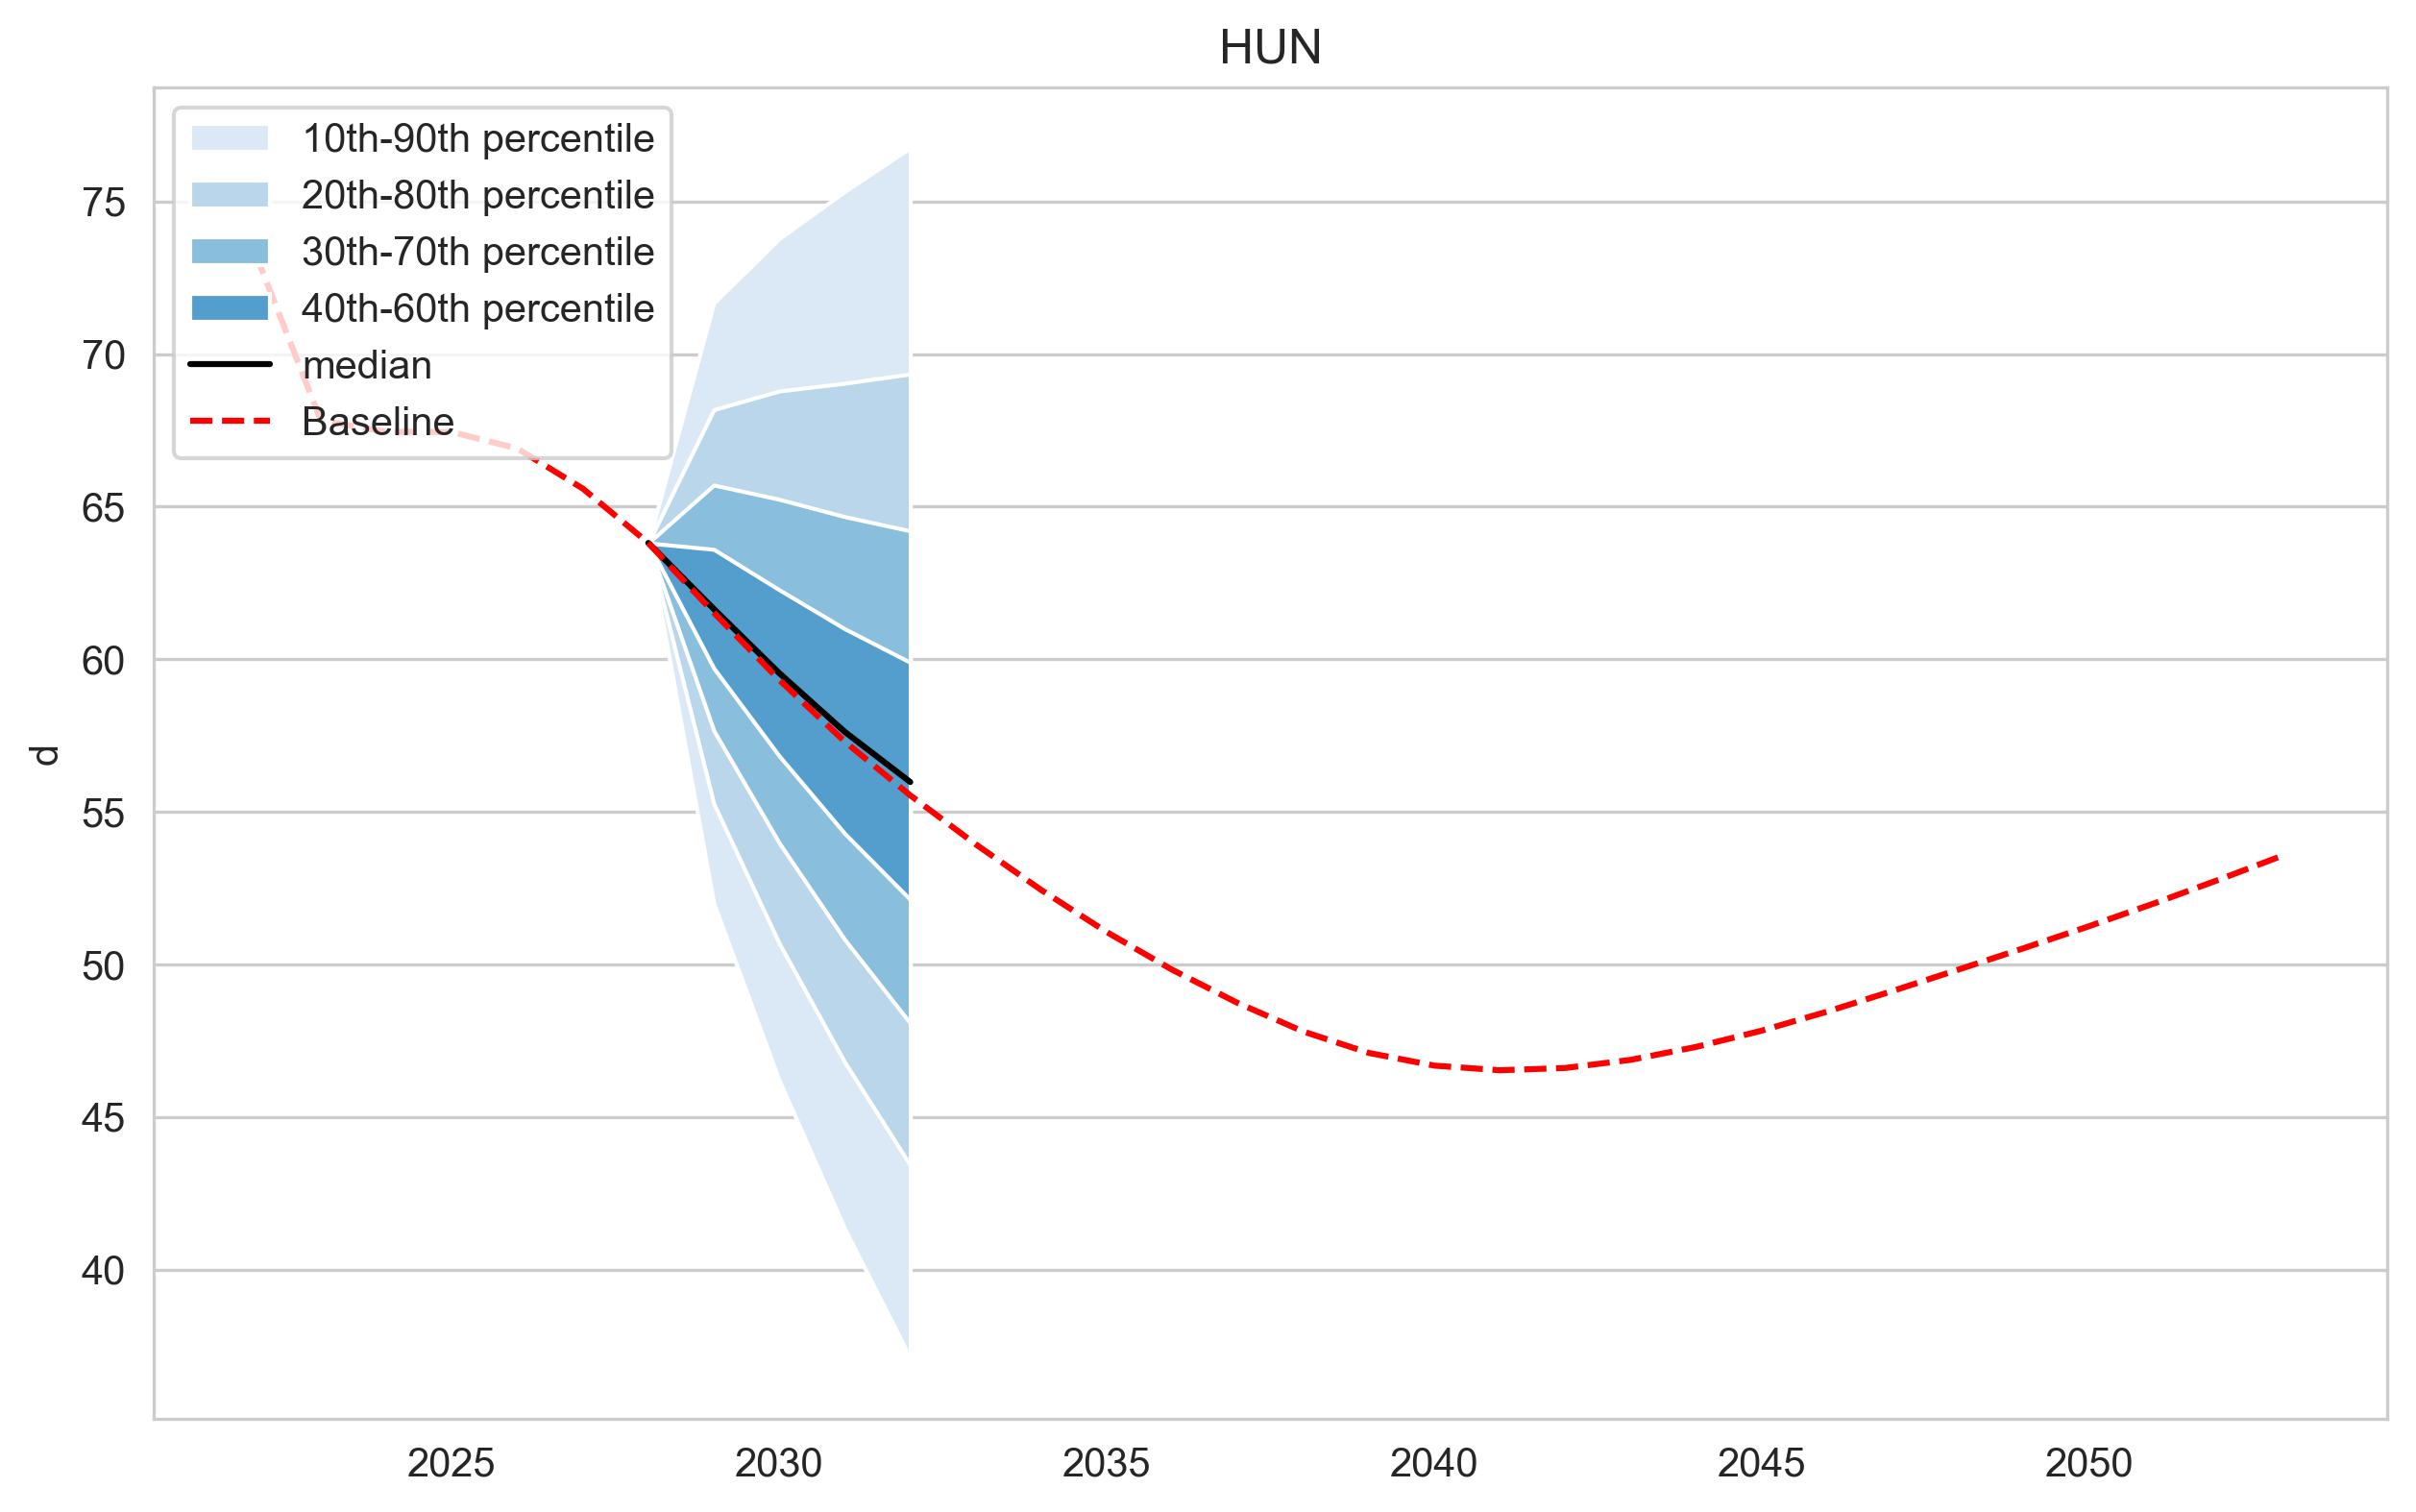 HUN
10th-90th percentile
20th-80th percentile
30th-70th percentile
40th-60th percentile
median
Baseline
75
70
65
60
55
50
45
40
d
2025
2030
2035
2040
2045
2050